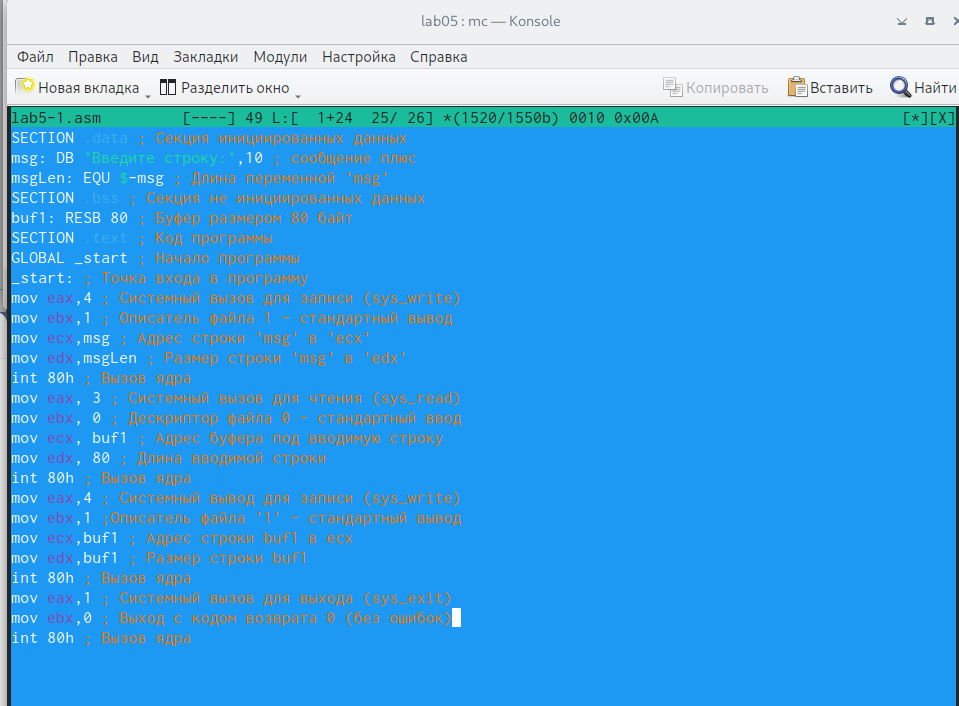 lab05 : mc — Konsole
Файл Правка Вид Закладки Модули Настройка Справка
Новая вкладка Разделить окно Копировать Вставить Найти
lab5-1.asm [----] 49 L:[ 1+24 25/ 26] *(1520/1550b) 0010 0x00A [*][X]
SECTION .data ; Секция инициированных данных
msg: DB 'Введите строку:',10 ; сообщение плюс
msgLen: EQU $-msg ; Длина переменной 'msg'
SECTION .bss ; Секция не инициированных данных
buf1: RESB 80 ; Буфер размером 80 байт
SECTION .text ; Код программы
GLOBAL _start ; Начало программы
_start: ; Точка входа в программу
mov eax,4 ; Системный вызов для записи (sys_write)
mov ebx,1 ; Описатель файла 1 - стандартный вывод
mov ecx,msg ; Адрес строки 'msg' в 'ecx'
mov edx,msgLen ; Размер строки 'msg' в 'edx'
int 80h ; Вызов ядра
mov eax, 3 ; Системный вызов для чтения (sys_read)
mov ebx, 0 ; Дескриптор файла 0 - стандартный ввод
mov ecx, buf1 ; Адрес буфера под вводимую строку
mov edx, 80 ; Длина вводимой строки
int 80h ; Вызов ядра
mov eax,4 ; Системный вывод для записи (sys_write)
mov ebx,1 ;Описатель файла '1' - стандартный вывод
mov ecx,buf1 ; Адрес строки buf1 в ecx
mov edx,buf1 ; Размер строки buf1
int 80h ; Вызов ядра
mov eax,1 ; Системный вызов для выхода (sys_exit)
mov ebx,0 ; Выход с кодом возврата 0 (без ошибок)
int 80h ; Вызов ядра